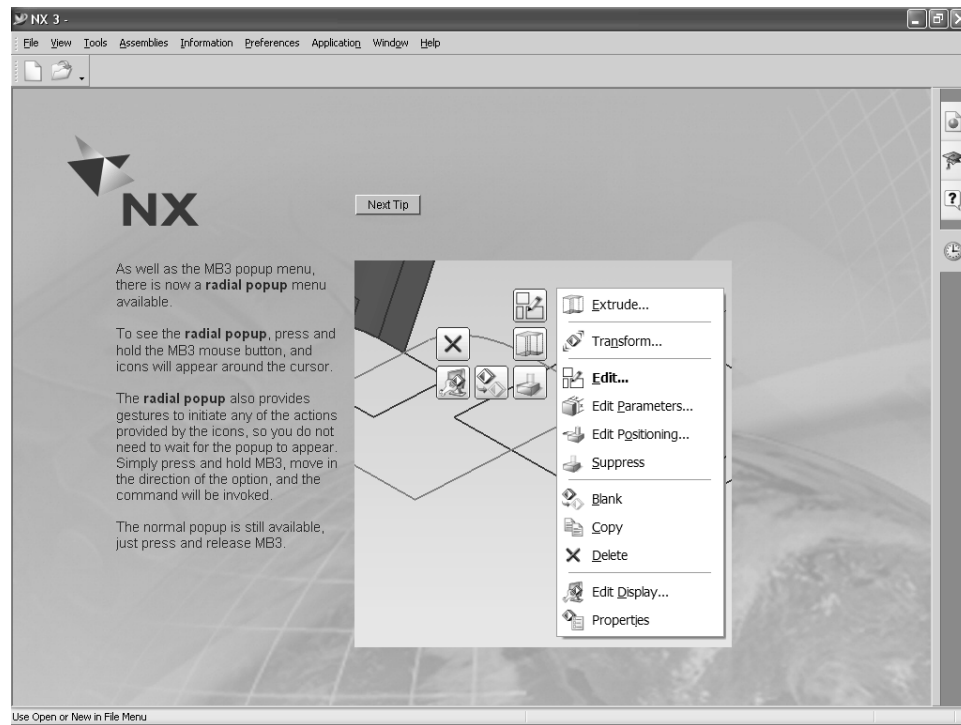 NX 3 -
File View Tools Assemblies Information Preferences Application Window Help
NX
Next Tip
As well as the MB3 popup menu,
there is now a radial popup menu
available.
To see the radial popup, press and
hold the MB3 mouse button, and
icons will appear around the cursor.
The radial popup also provides
gestures to initiate any of the actions
provided by the icons, so you do not
need to wait for the popup to appear.
Simply press and hold MB3, move in
the direction of the option, and the
command will be invoked.
The normal popup is still available,
just press and release MB3.
Extrude...
Transform...
Edit...
Edit Parameters...
Edit Positioning...
Suppress
Blank
Copy
Delete
Edit Display...
Properties
Use Open or New in File Menu